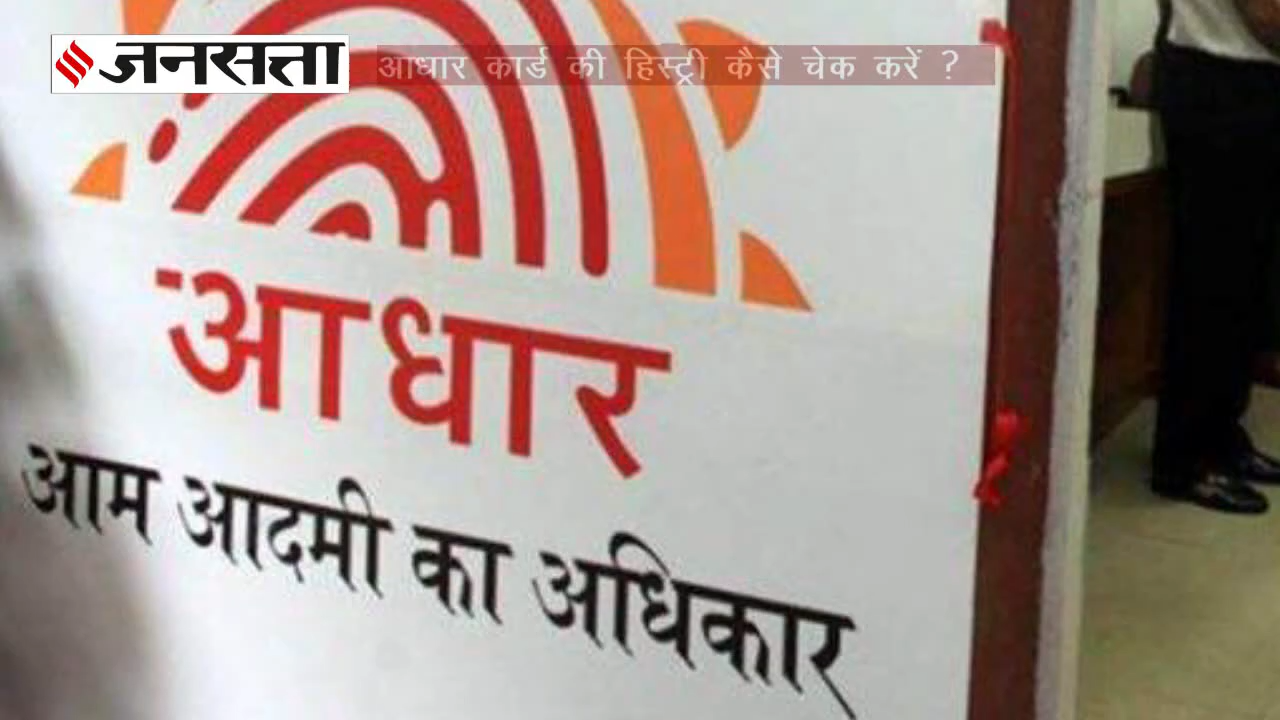 जनसत्ता आधार कार्ड की हिस्ट्री कैसे चेक करें ?
आधार
आम आदमी का अधिकार